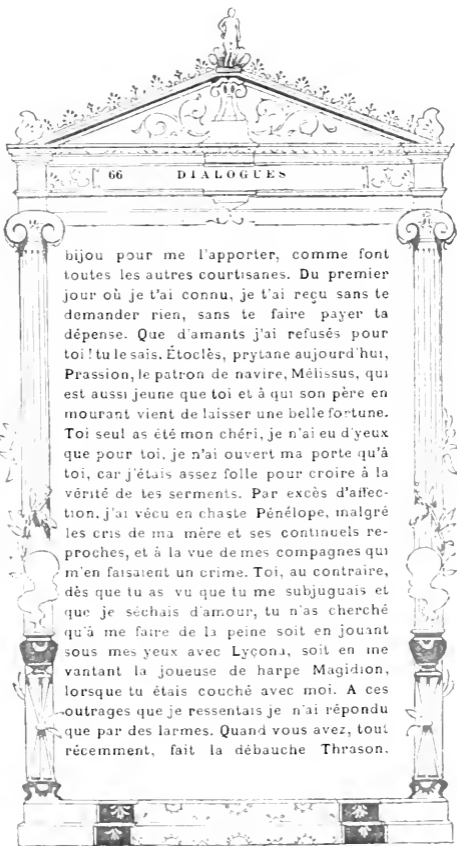 66 DIALOGUES
bijou pour me l'apporter, comme font
toutes les autres courtisanes. Du premier
jour où je t'ai connu, je t'ai reçu sans te
demander rien, sans te faire payer ta
dépense. Que d'amants j'ai refusés pour
toi ! tu le sais. Étoclès, prytane aujourd'hui,
Prassion, le patron de navire, Mélissus, qui
est aussi jeune que toi et à qui son père en
mourant vient de laisser une belle fortune.
Toi seul as été mon chéri, je n'ai eu d'yeux
que pour toi, je n'ai ouvert ma porte qu'à
toi, car j'étais assez folle pour croire à la
vérité de tes serments. Par excès d'affec-
tion, j'ai vécu en chaste Pénélope, malgré
les cris de ma mère et ses continuels re-
proches, et à la vue de mes compagnes qui
m'en faisaient un crime. Toi, au contraire,
dès que tu as vu que tu me subjuguais et
que je séchais d'amour, tu n'as cherché
qu'à me faire de la peine soit en jouant
sous mes yeux avec Lyçona, soit en me
vantant la joueuse de harpe Magidion,
lorsque tu étais couché avec moi. A ces
outrages que je ressentais je n'ai répondu
que par des larmes. Quand vous avez, tout
récemment, fait la débauche Thrason,